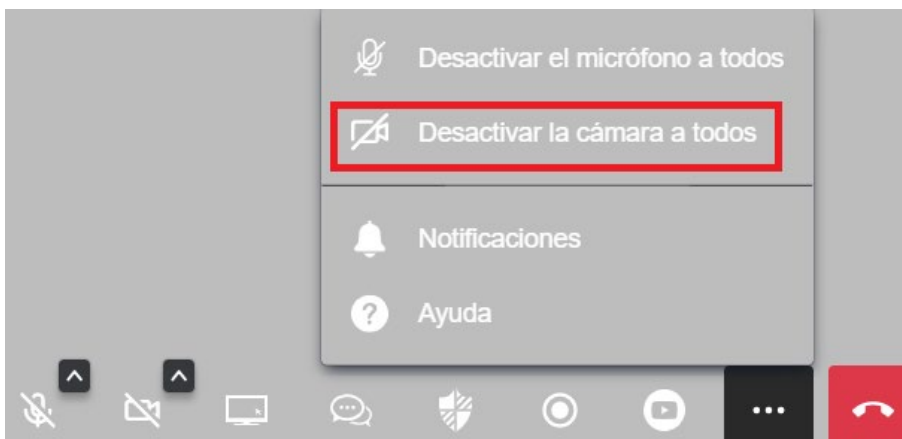 Desactivar el micrófono a todos
Desactivar la cámara a todos
Notificaciones
Ayuda